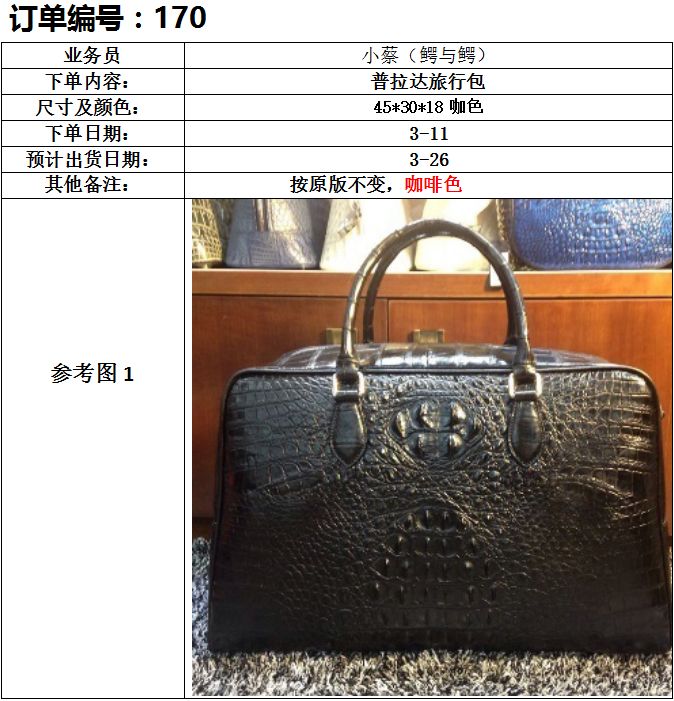 订单编号：170
业务员 小蔡（鳄与鳄）
下单内容： 普拉达旅行包
尺寸及颜色： 45*30*18 咖色
下单日期： 3-11
预计出货日期： 3-26
其他备注： 按原版不变，咖啡色
参考图 1